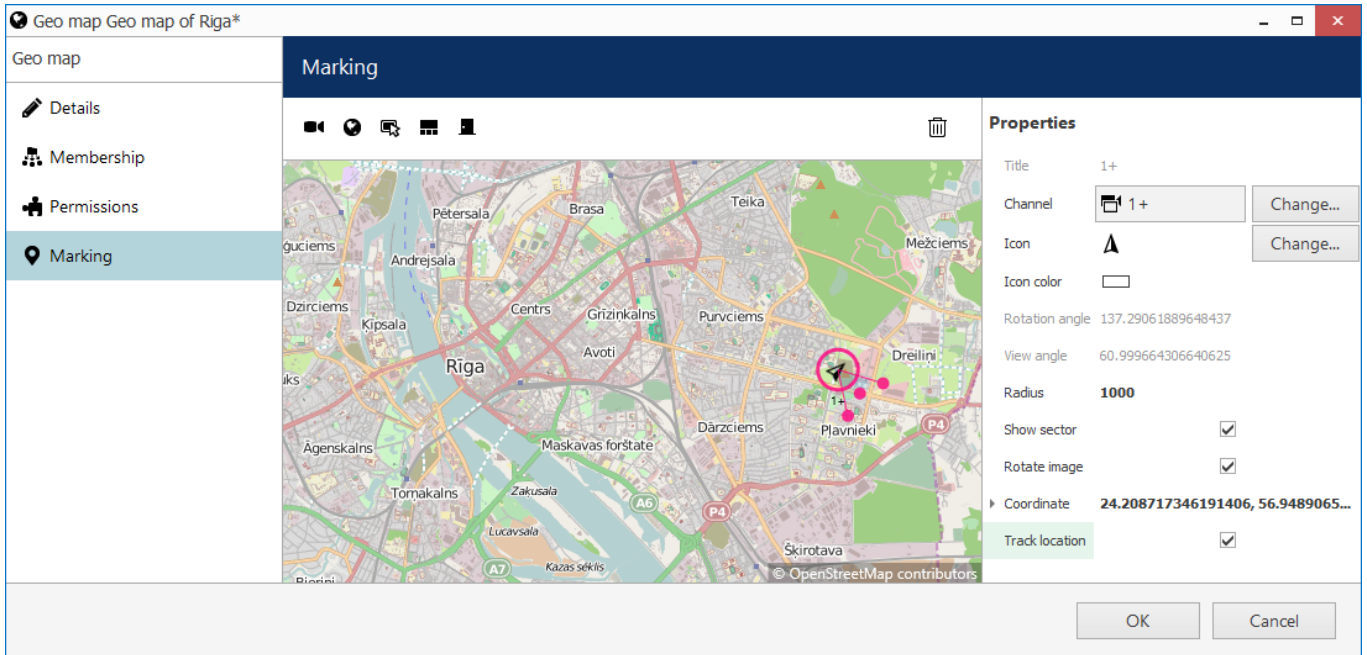 Geo map Geo map of Riga*
Geo map
Details
Membership
Permissions
Marking
Marking
Pētersala
Brasa
Teika
Mežciems
Andrejsala
Dzirciems
Ķīpsala
Centrs
Grīziņkalns
Purvciems
Avoti
Dreiliņi
Rīga
1+
Āgenskalns
Maskavas forštate
Dārzciems
Pļavnieki
P4
Torņakalns
Zaķusala
A6
P4
Lucavsala
Šķirotava
A7
Kazas sēklis
© OpenStreetMap contributors
Properties
Title 1+
Channel 1+ Change...
Icon Change...
Icon color
Rotation angle 137.29061889648437
View angle 60.999664306640625
Radius 1000
Show sector
Rotate image
Coordinate 24.208717346191406, 56.9489065...
Track location
OK Cancel